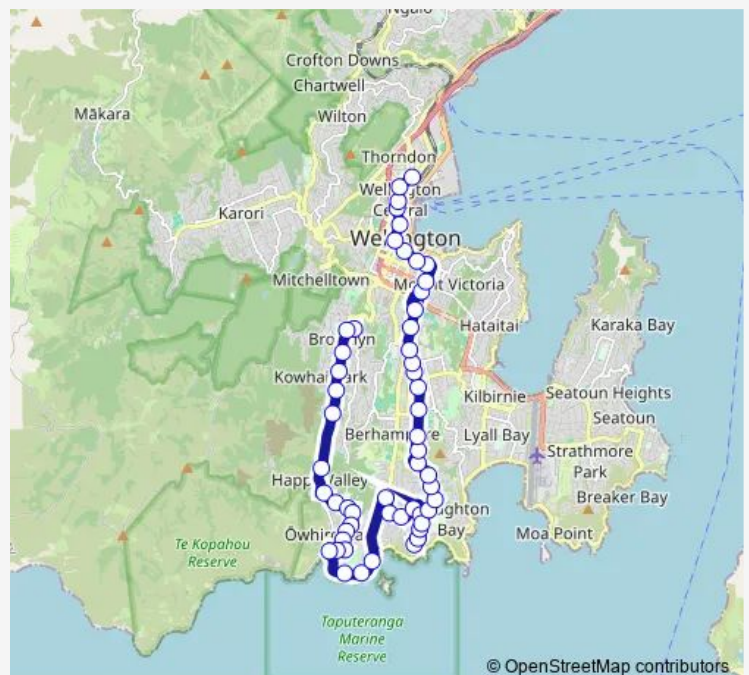 Ngaio
Crofton Downs
Chartwell
Wilton
Mākara
Thorndon
Wellington
Central
Karori
Wellington
Mitchelltown
Mount Victoria
Hataitai
Karaka Bay
Brooklyn
Kowhai Park
Kilbirnie
Seatoun Heights
Seatoun
Berhampore
Lyall Bay
Strathmore
Park
Happy Valley
Breaker Bay
Houghton
Bay
Ōwhiro
Moa Point
Te Kopahou
Reserve
Taputeranga
Marine
Reserve
© OpenStreetMap contributors